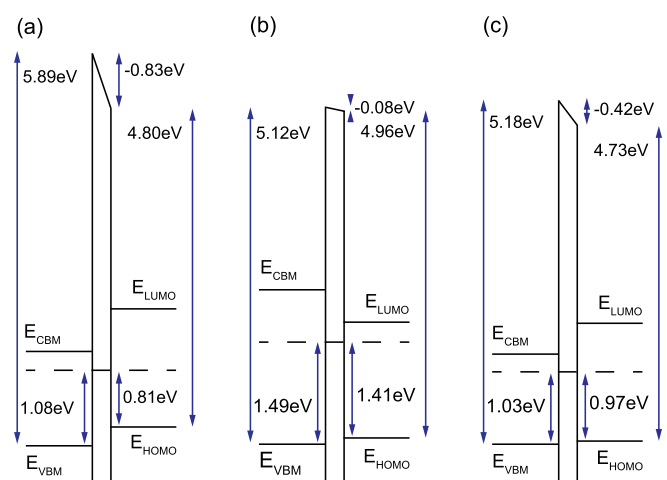 (a)
5.89eV
-0.83eV
4.80eV
E_CBM
E_LUMO
1.08eV
0.81eV
E_VBM
E_HOMO
(b)
5.12eV
-0.08eV
4.96eV
E_CBM
E_LUMO
1.49eV
1.41eV
E_VBM
E_HOMO
(c)
5.18eV
-0.42eV
4.73eV
E_CBM
E_LUMO
1.03eV
0.97eV
E_VBM
E_HOMO